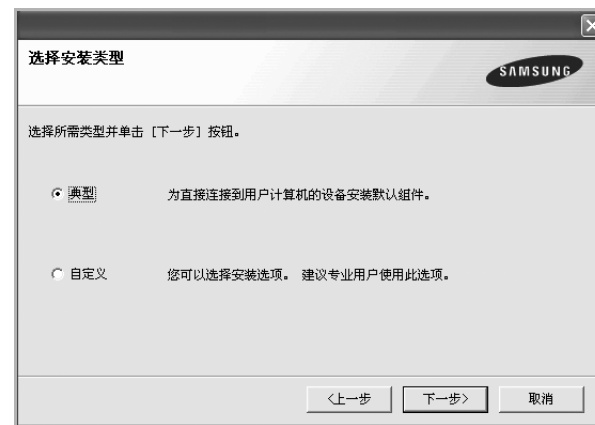 选择安装类型
SAMSUNG
选择所需类型并单击 [下一步] 按钮。
典型 为直接连接到用户计算机的设备安装默认组件。
自定义 您可以选择安装选项。 建议专业用户使用此选项。
<上一步 下一步> 取消